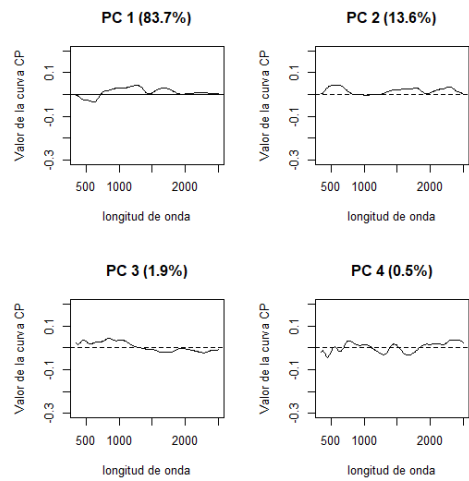 PC 1 (83.7%)
Valor de la curva CP
0.1
-0.1
-0.3
500 1000 2000
longitud de onda
PC 2 (13.6%)
Valor de la curva CP
0.1
-0.1
-0.3
500 1000 2000
longitud de onda
PC 3 (1.9%)
Valor de la curva CP
0.1
-0.1
-0.3
500 1000 2000
longitud de onda
PC 4 (0.5%)
Valor de la curva CP
0.1
-0.1
-0.3
500 1000 2000
longitud de onda